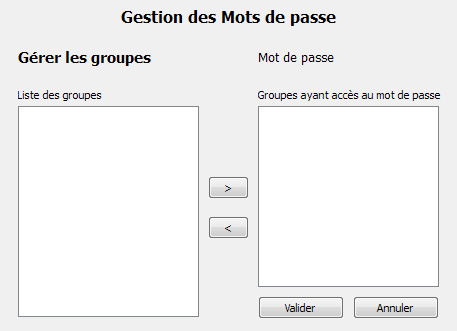 Gestion des Mots de passe
Gérer les groupes
Mot de passe
Liste des groupes
Groupes ayant accès au mot de passe
>
<
Valider
Annuler